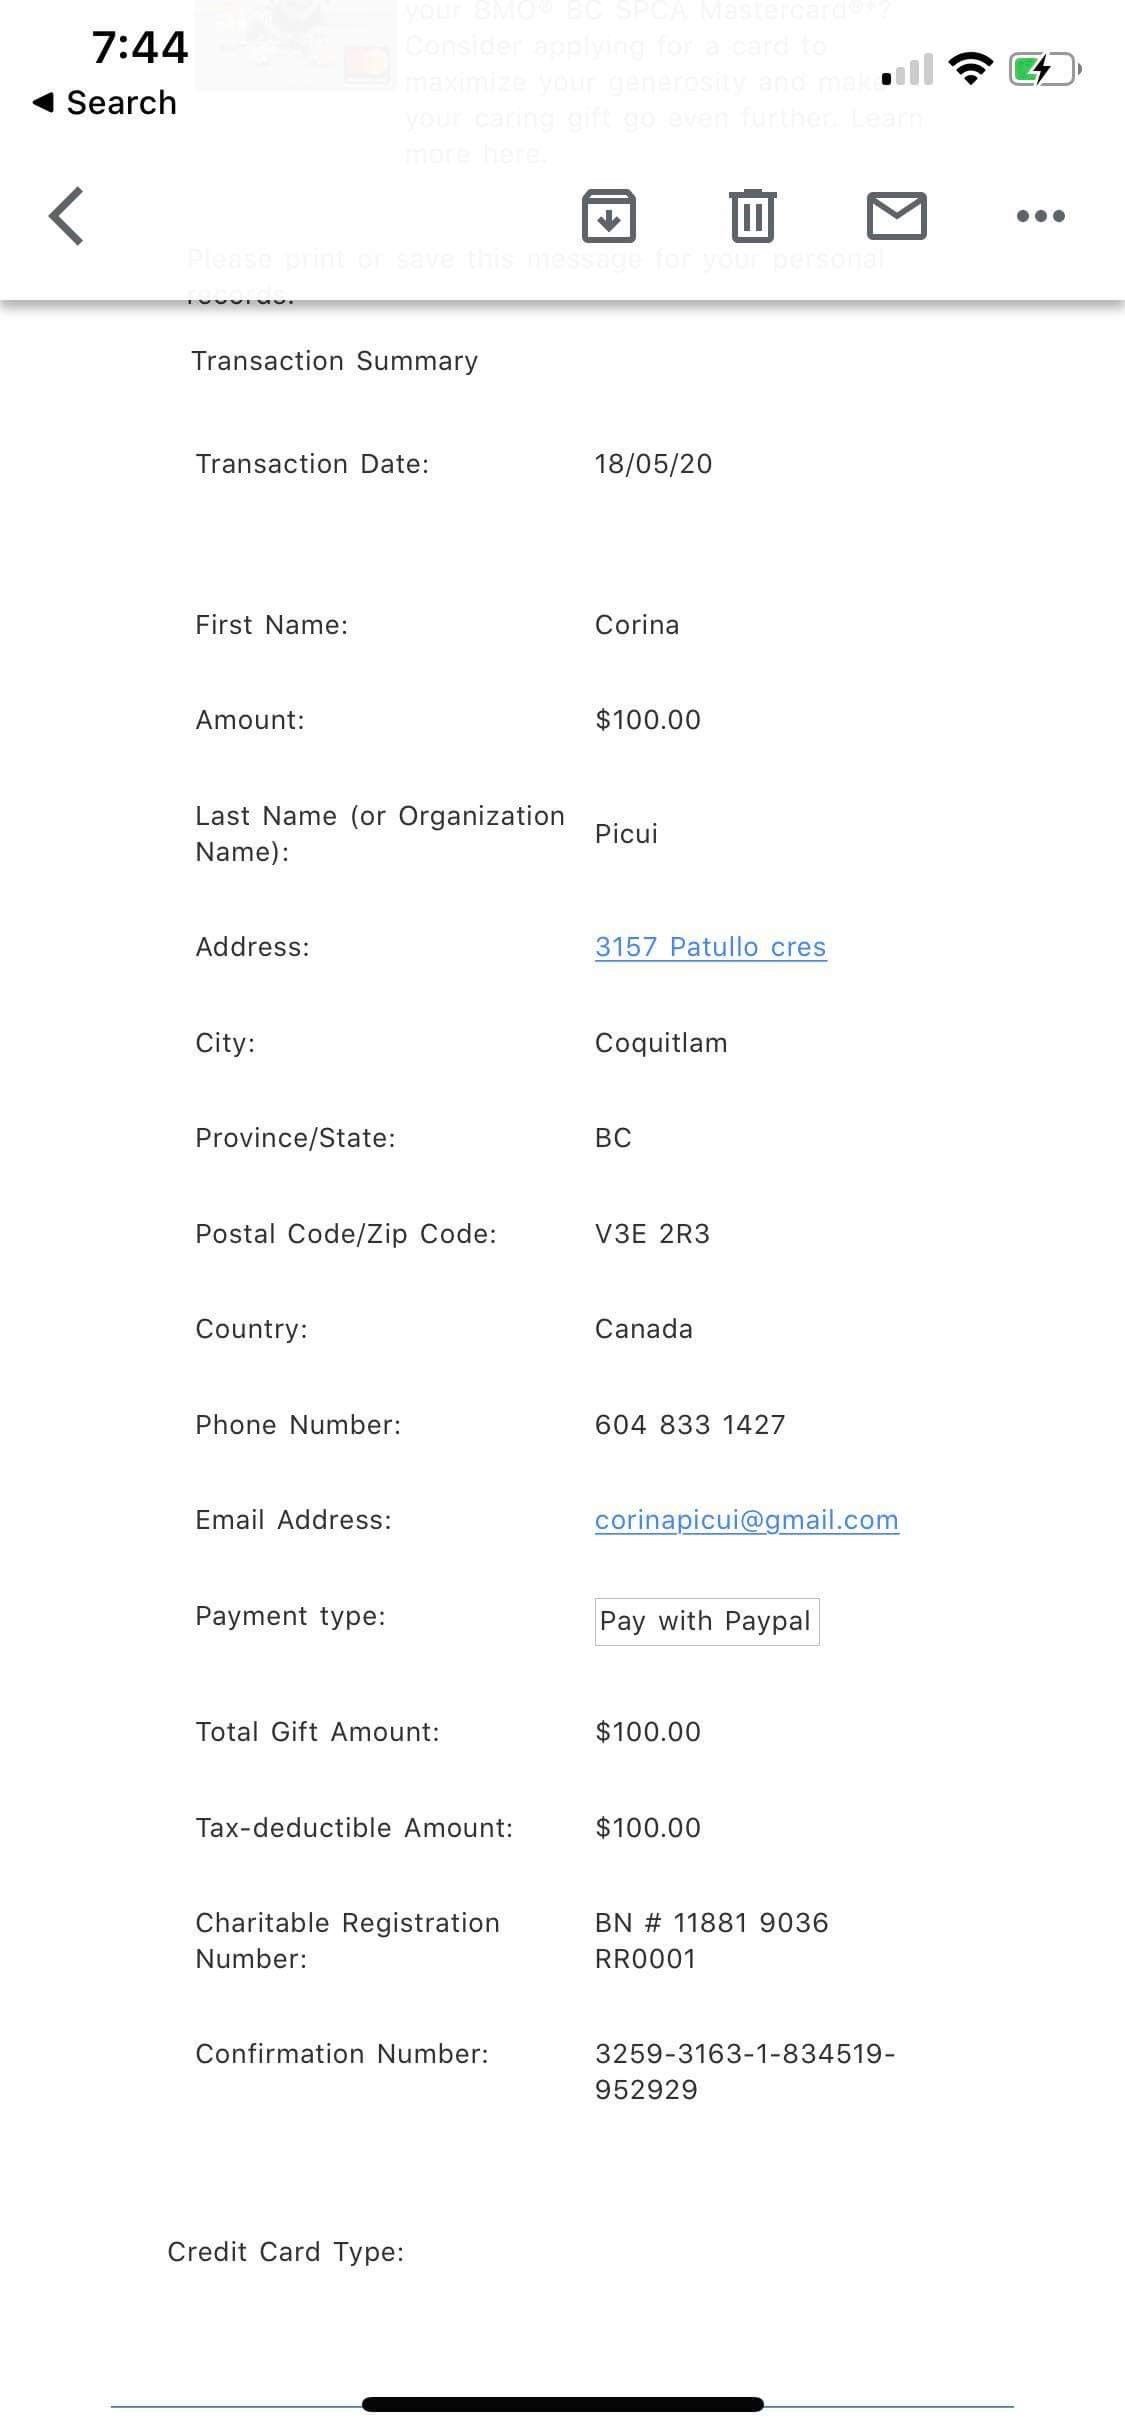 your BMO® BC SPCA Mastercard®*?
7:44
Consider applying for a card to
maximize your generosity and make
Search
your caring gift go even further. Learn
more here.
Please print or save this message for your personal
records.
Transaction Summary
Transaction Date: 18/05/20
First Name: Corina
Amount: $100.00
Last Name (or Organization
Name): Picui
Address: 3157 Patullo cres
City: Coquitlam
Province/State: BC
Postal Code/Zip Code: V3E 2R3
Country: Canada
Phone Number: 604 833 1427
Email Address: corinapicui@gmail.com
Payment type: Pay with Paypal
Total Gift Amount: $100.00
Tax-deductible Amount: $100.00
Charitable Registration BN # 11881 9036
Number: RR0001
Confirmation Number: 3259-3163-1-834519-
952929
Credit Card Type: